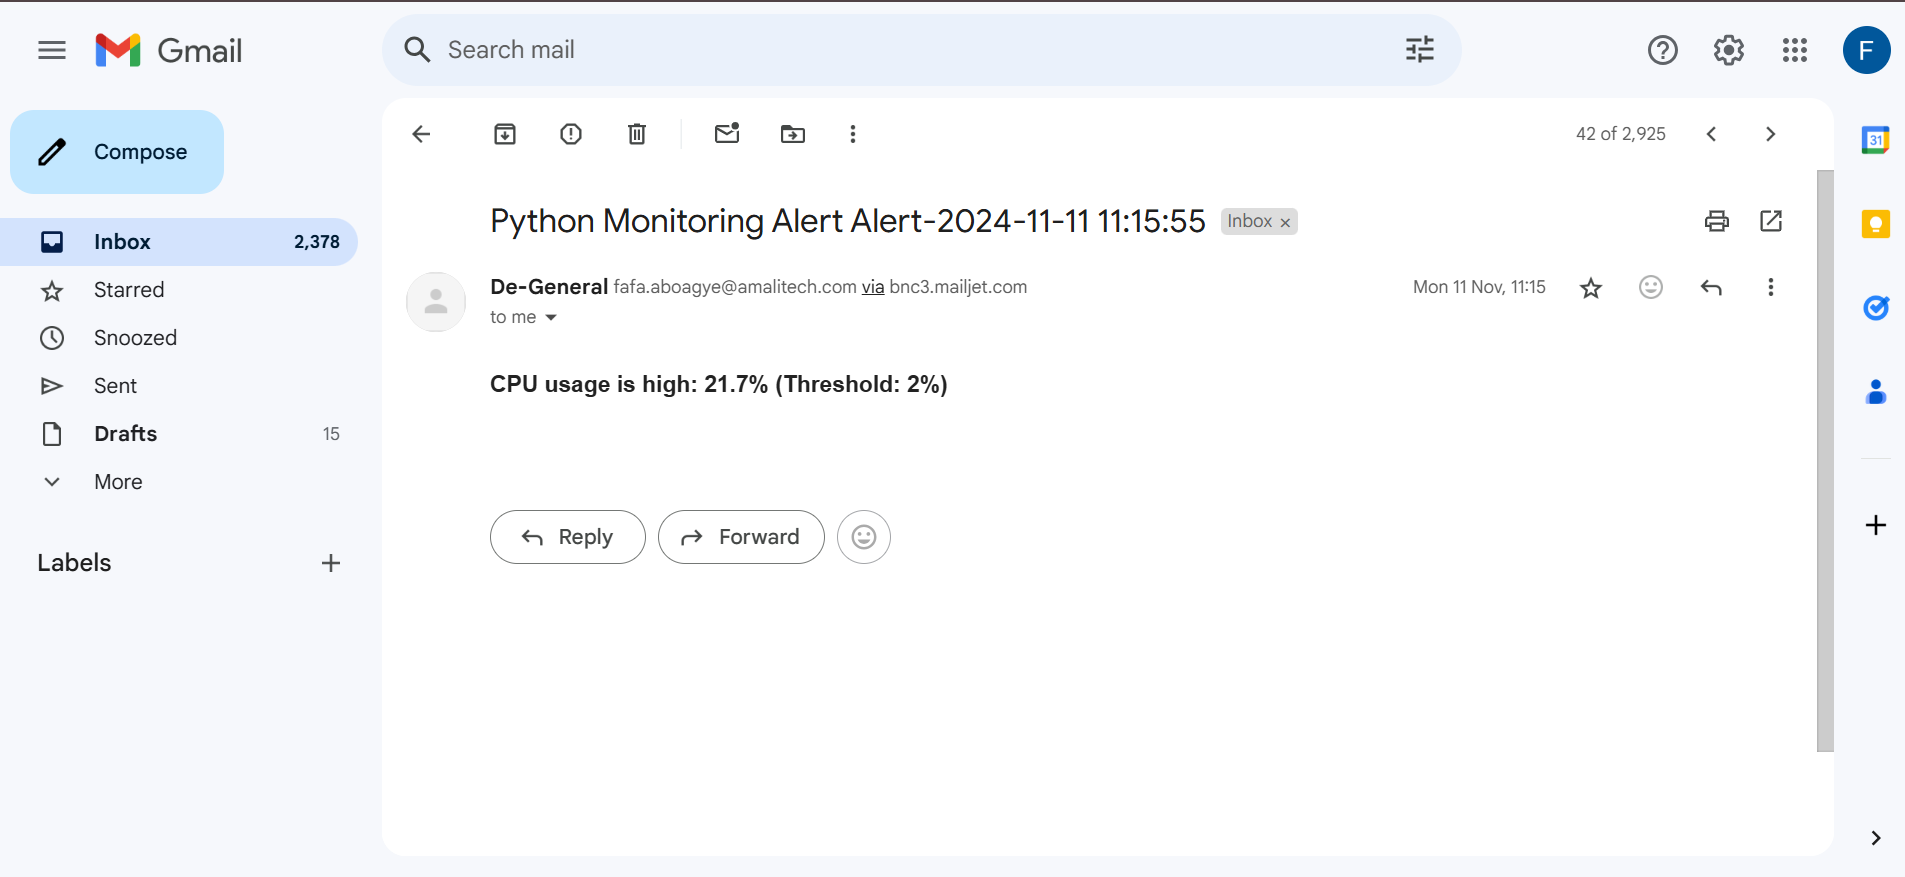 Gmail
Search mail
F
Compose
42 of 2,925
31
Python Monitoring Alert Alert-2024-11-11 11:15:55 Inbox ×
Inbox 2,378
Starred
De-General fafa.aboagye@amalitech.com via bnc3.mailjet.com Mon 11 Nov, 11:15
to me
Snoozed
Sent
CPU usage is high: 21.7% (Threshold: 2%)
Drafts 15
More
Reply Forward
Labels +